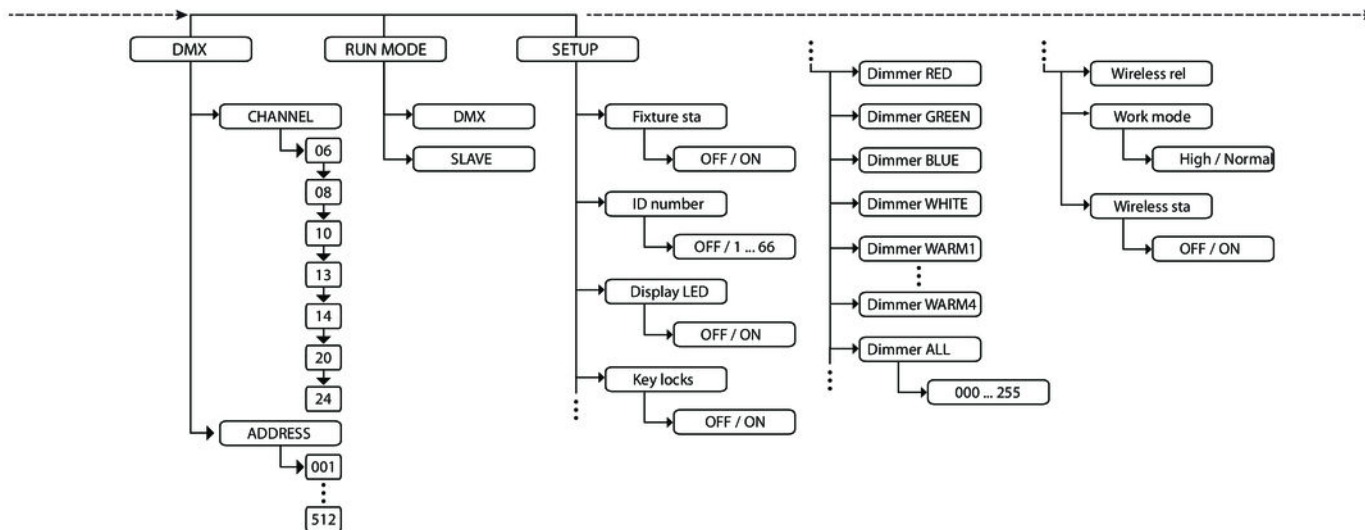 DMX
CHANNEL
06
08
10
13
14
20
24
ADDRESS
001
512
RUN MODE
DMX
SLAVE
SETUP
Fixture sta
OFF / ON
ID number
OFF / 1 ... 66
Display LED
OFF / ON
Key locks
OFF / ON
Dimmer RED
Dimmer GREEN
Dimmer BLUE
Dimmer WHITE
Dimmer WARM1
Dimmer WARM4
Dimmer ALL
000 ... 255
Wireless rel
Work mode
High / Normal
Wireless sta
OFF / ON